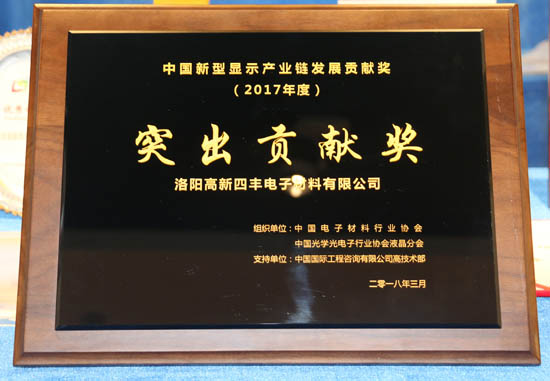 中国新型显示产业链发展贡献奖
（2017年度）
突出贡献奖
洛阳高新四丰电子材料有限公司
组织单位：中国电子材料行业协会
中国光学光电子行业协会液晶分会
支持单位：中国国际工程咨询有限公司高技术部
二零一八年三月